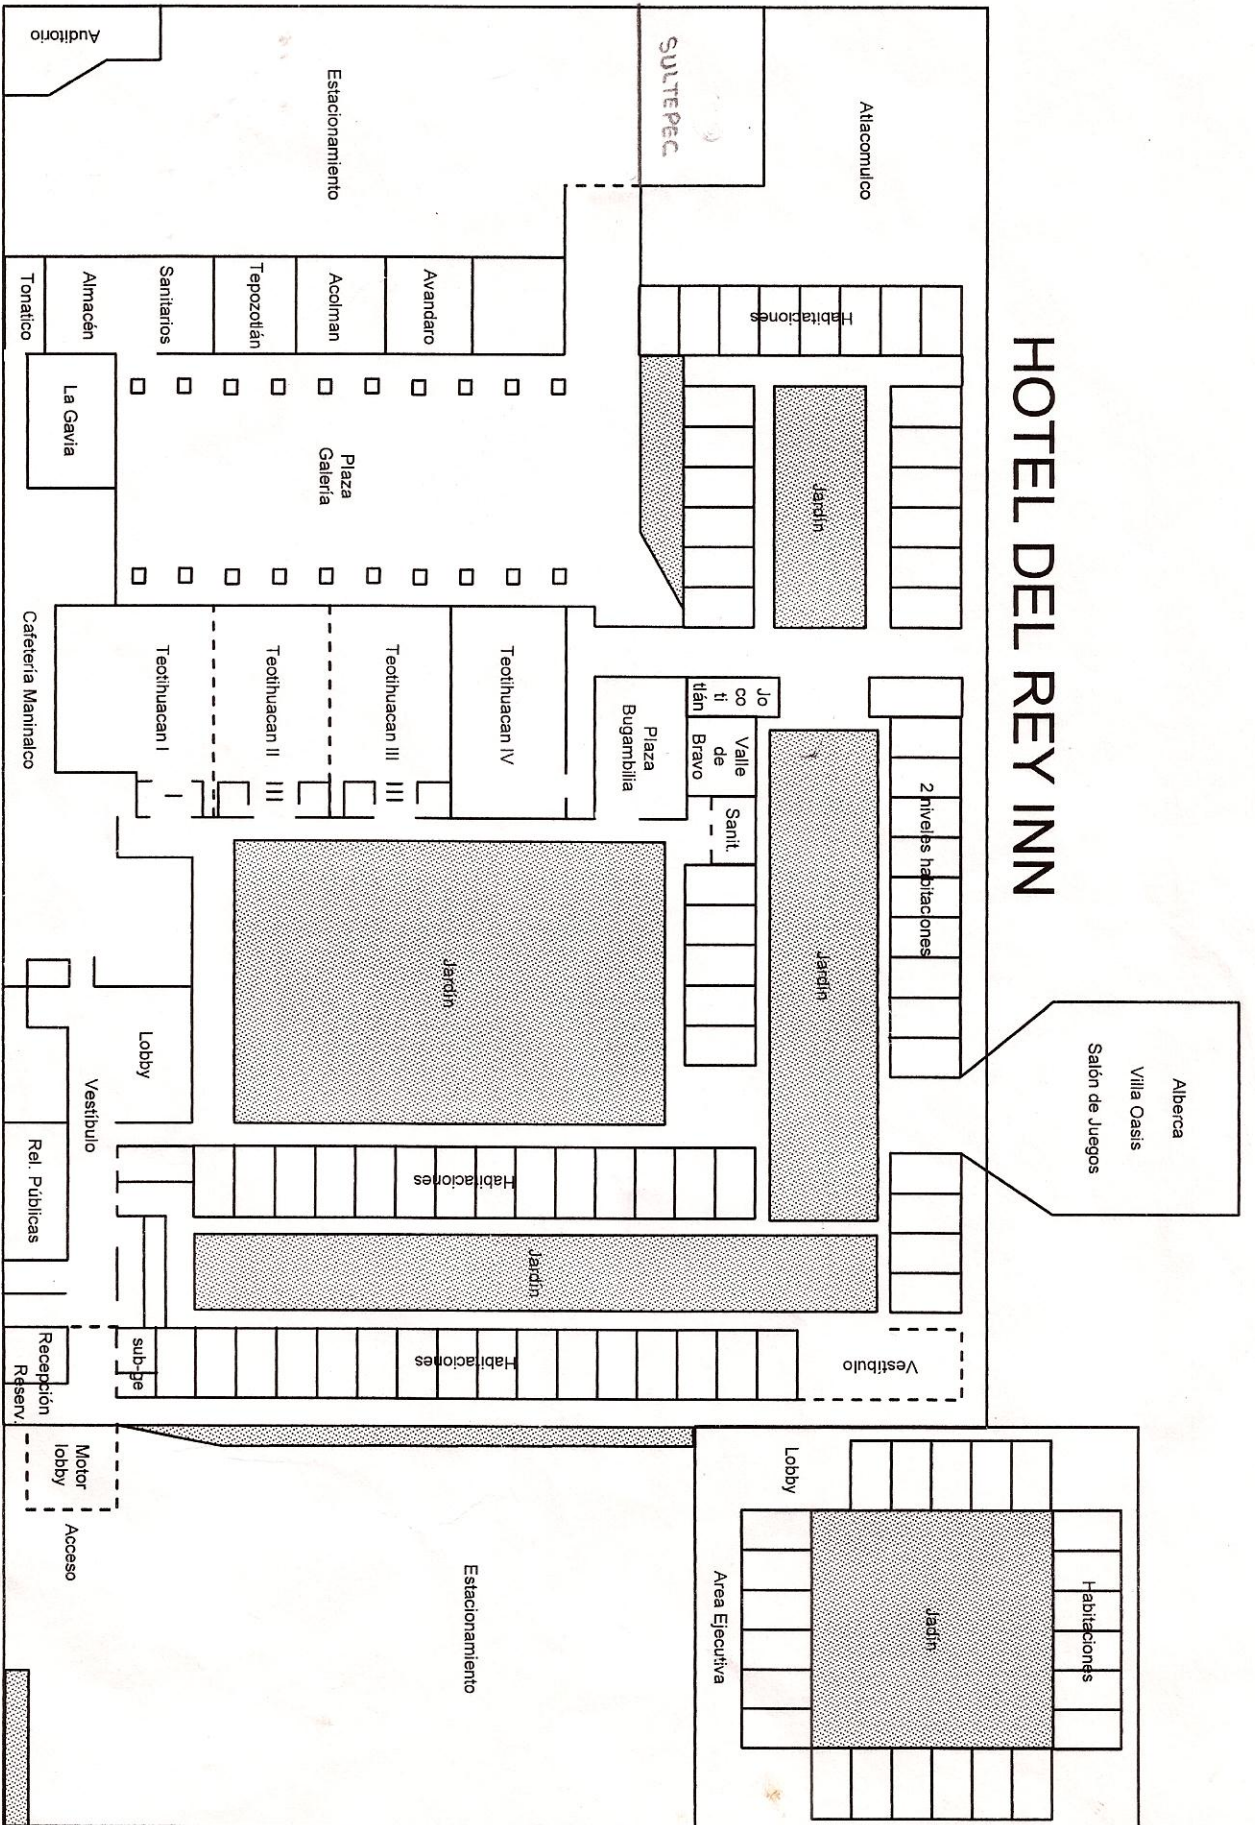 HOTEL DEL REY INN
Alberca
Villa Oasis
Salón de Juegos
Atlacomulco
SULTEPEC
Estacionamiento
Auditorio
Habitaciones
Jardín
2 niveles habitaciones
Jardín
Jo
co
ti
tlán
Valle
de
Bravo
Sanit.
Plaza
Bugambilia
Avandaro
Acolman
Tepozotlán
Sanitarios
Almacén
Tonatico
La Gavia
Plaza
Galería
Teotihuacan IV
Teotihuacan III
Teotihuacan II
Teotihuacan I
III
III
I
Cafetería Maninalco
Jardín
Lobby
Vestíbulo
Rel. Públicas
Habitaciones
Jardín
Habitaciones
Vestíbulo
sub-ge
Recepción
Reserv.
Motor
lobby
Acceso
Estacionamiento
Lobby
Area Ejecutiva
Jadín
Habitaciones